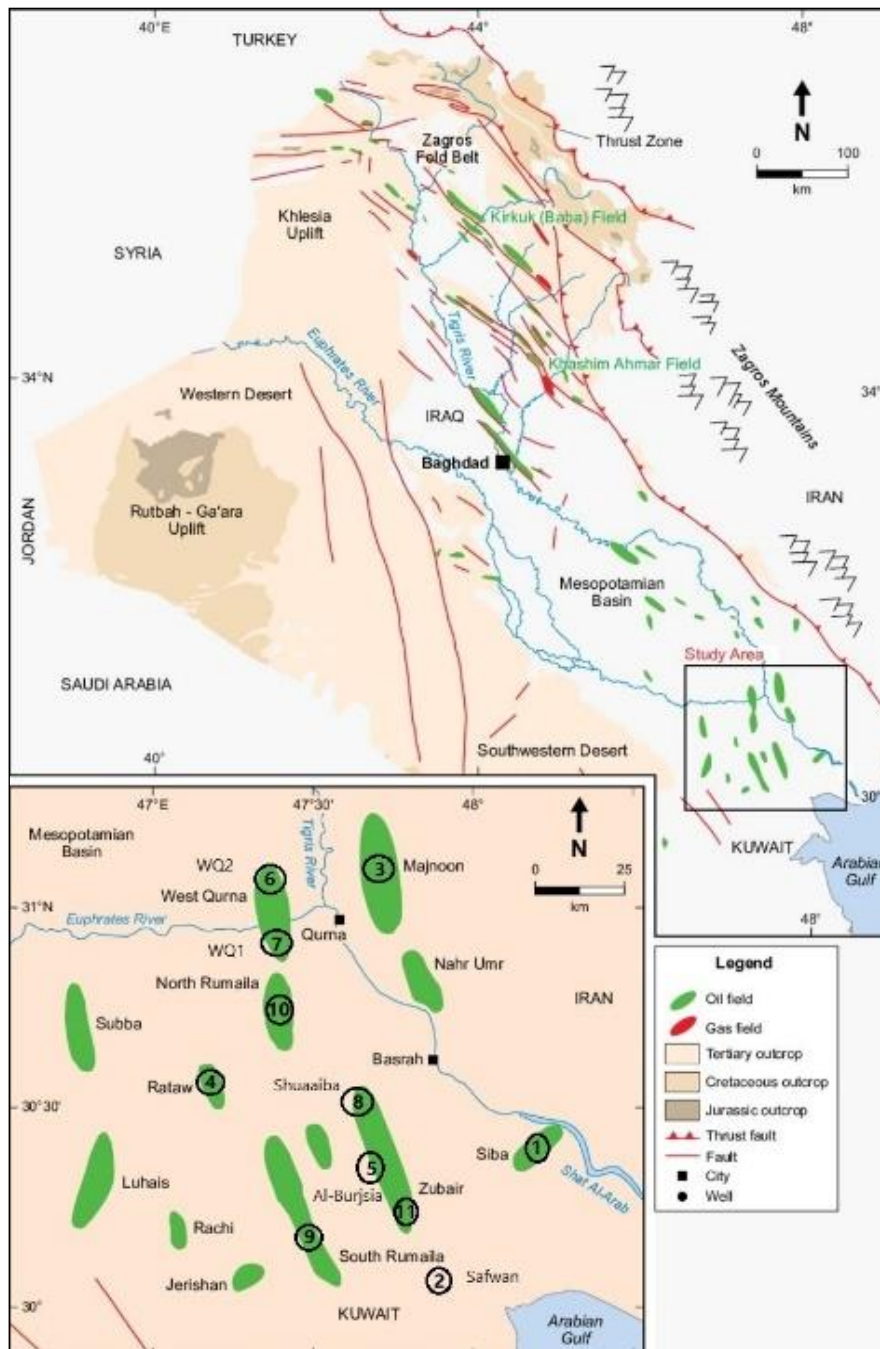 40°E
44°
48°
TURKEY
N
0 100
km
Thrust Zone
Zagros
Fold Belt
Kirkuk (Baba) Field
Khlesia
Uplift
SYRIA
Euphrates River
Tigris River
Zagros Mountains
Khashim Ahmar Field
34°N
34°
Western Desert
IRAQ
Baghdad
IRAN
JORDAN
Rutbah - Ga'ara
Uplift
Mesopotamian
Basin
Study Area
SAUDI ARABIA
Southwestern Desert
40°
30°
KUWAIT
Arabian
Gulf
48°
47°E
47°30'
48°
Mesopotamian
Basin
Tigris River
N
0 25
km
WQ2
6
3
Majnoon
West Qurna
31°N
Euphrates River
Qurna
WQ1
7
North Rumaila
Nahr Umr
IRAN
10
Subba
Basrah
Rataw
4
Shuaaiba
8
30°30'
Siba
1
Shat Al-Arab
Luhais
5
Al-Burjsia
Zubair
11
Rachi
9
South Rumaila
Jerishan
2
Safwan
30°
KUWAIT
Arabian
Gulf
Legend
Oil field
Gas field
Tertiary outcrop
Cretaceous outcrop
Jurassic outcrop
Thrust fault
Fault
City
Well